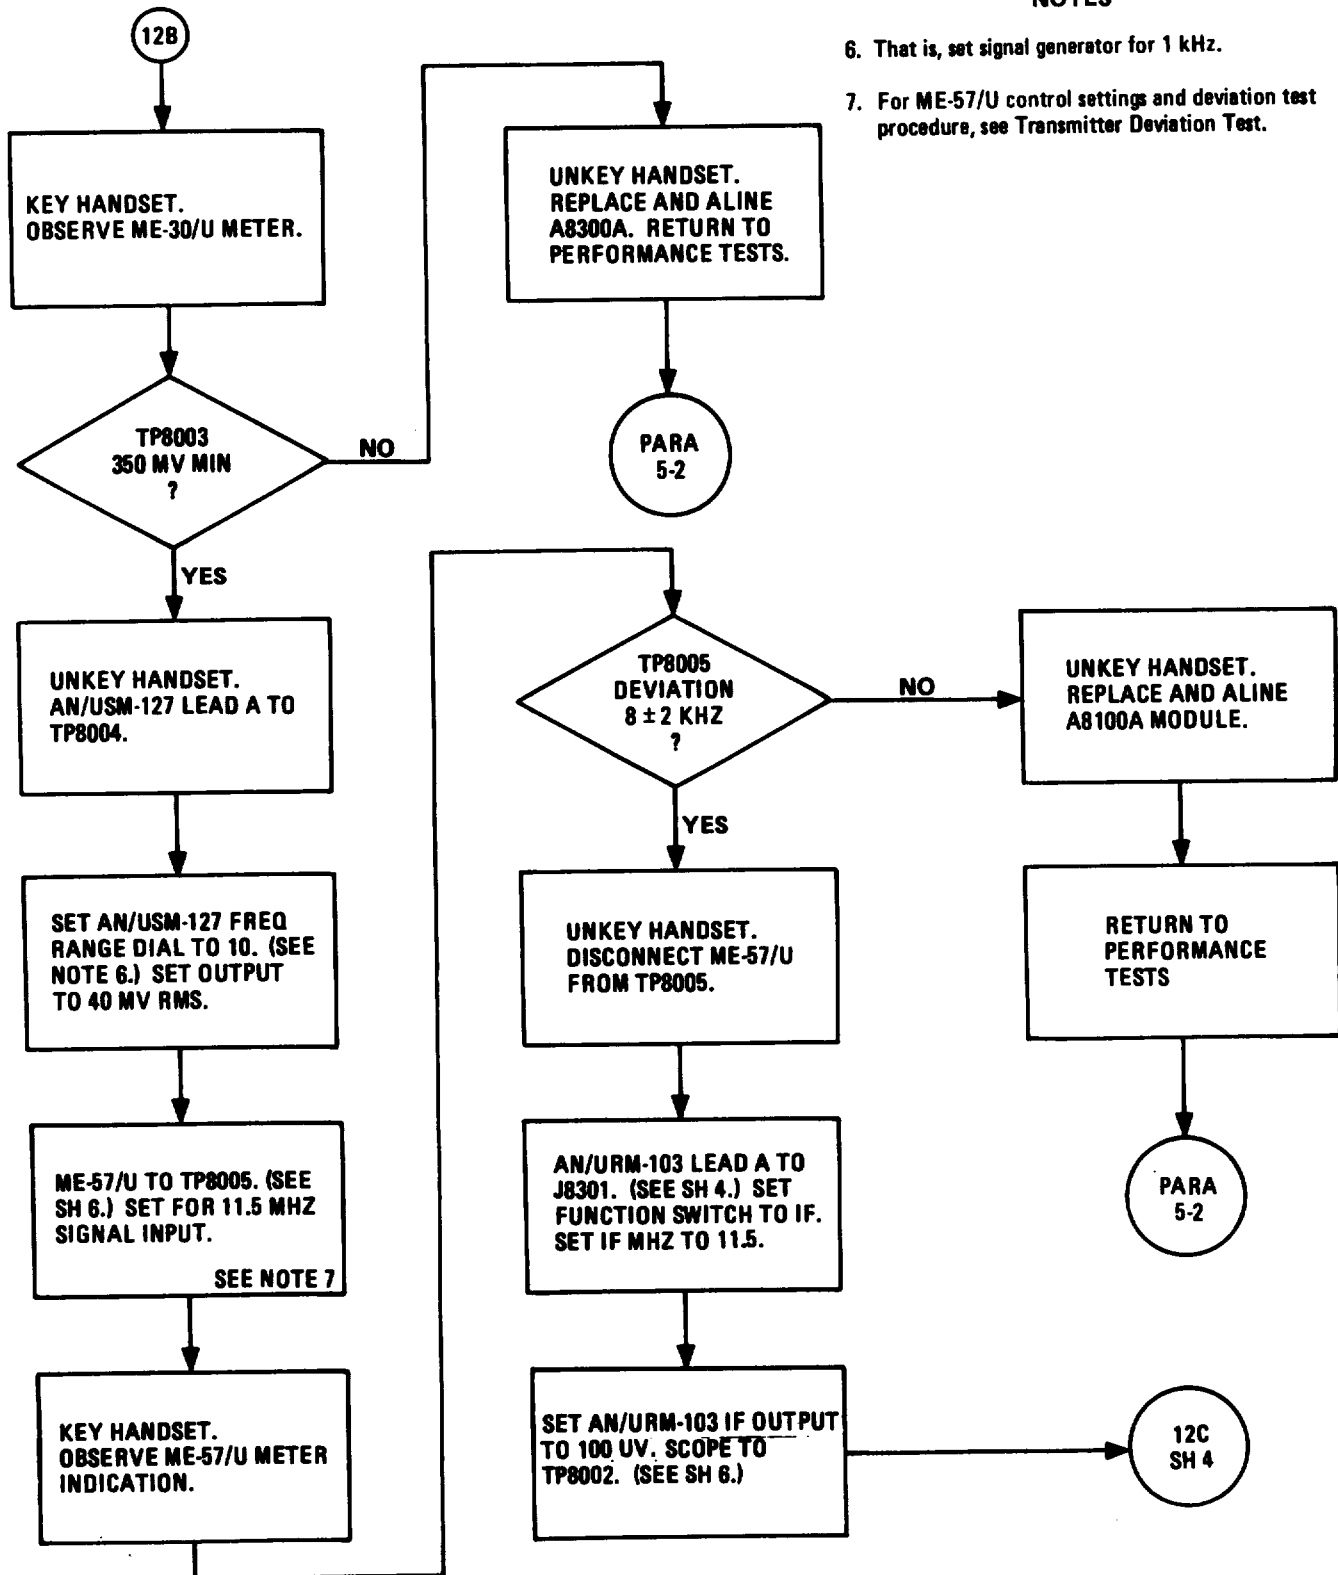 NOTES
6. That is, set signal generator for 1 kHz.
7. For ME-57/U control settings and deviation test
procedure, see Transmitter Deviation Test.
12B
KEY HANDSET.
OBSERVE ME-30/U METER.
TP8003
350 MV MIN
?
NO
UNKEY HANDSET.
REPLACE AND ALINE
A8300A. RETURN TO
PERFORMANCE TESTS.
PARA
5-2
YES
UNKEY HANDSET.
AN/USM-127 LEAD A TO
TP8004.
SET AN/USM-127 FREQ
RANGE DIAL TO 10. (SEE
NOTE 6.) SET OUTPUT
TO 40 MV RMS.
ME-57/U TO TP8005. (SEE
SH 6.) SET FOR 11.5 MHZ
SIGNAL INPUT.
SEE NOTE 7
KEY HANDSET.
OBSERVE ME-57/U METER
INDICATION.
TP8005
DEVIATION
8 ± 2 KHZ
?
NO
UNKEY HANDSET.
REPLACE AND ALINE
A8100A MODULE.
RETURN TO
PERFORMANCE
TESTS
PARA
5-2
YES
UNKEY HANDSET.
DISCONNECT ME-57/U
FROM TP8005.
AN/URM-103 LEAD A TO
J8301. (SEE SH 4.) SET
FUNCTION SWITCH TO IF.
SET IF MHZ TO 11.5.
SET AN/URM-103 IF OUTPUT
TO 100 UV. SCOPE TO
TP8002. (SEE SH 6.)
12C
SH 4